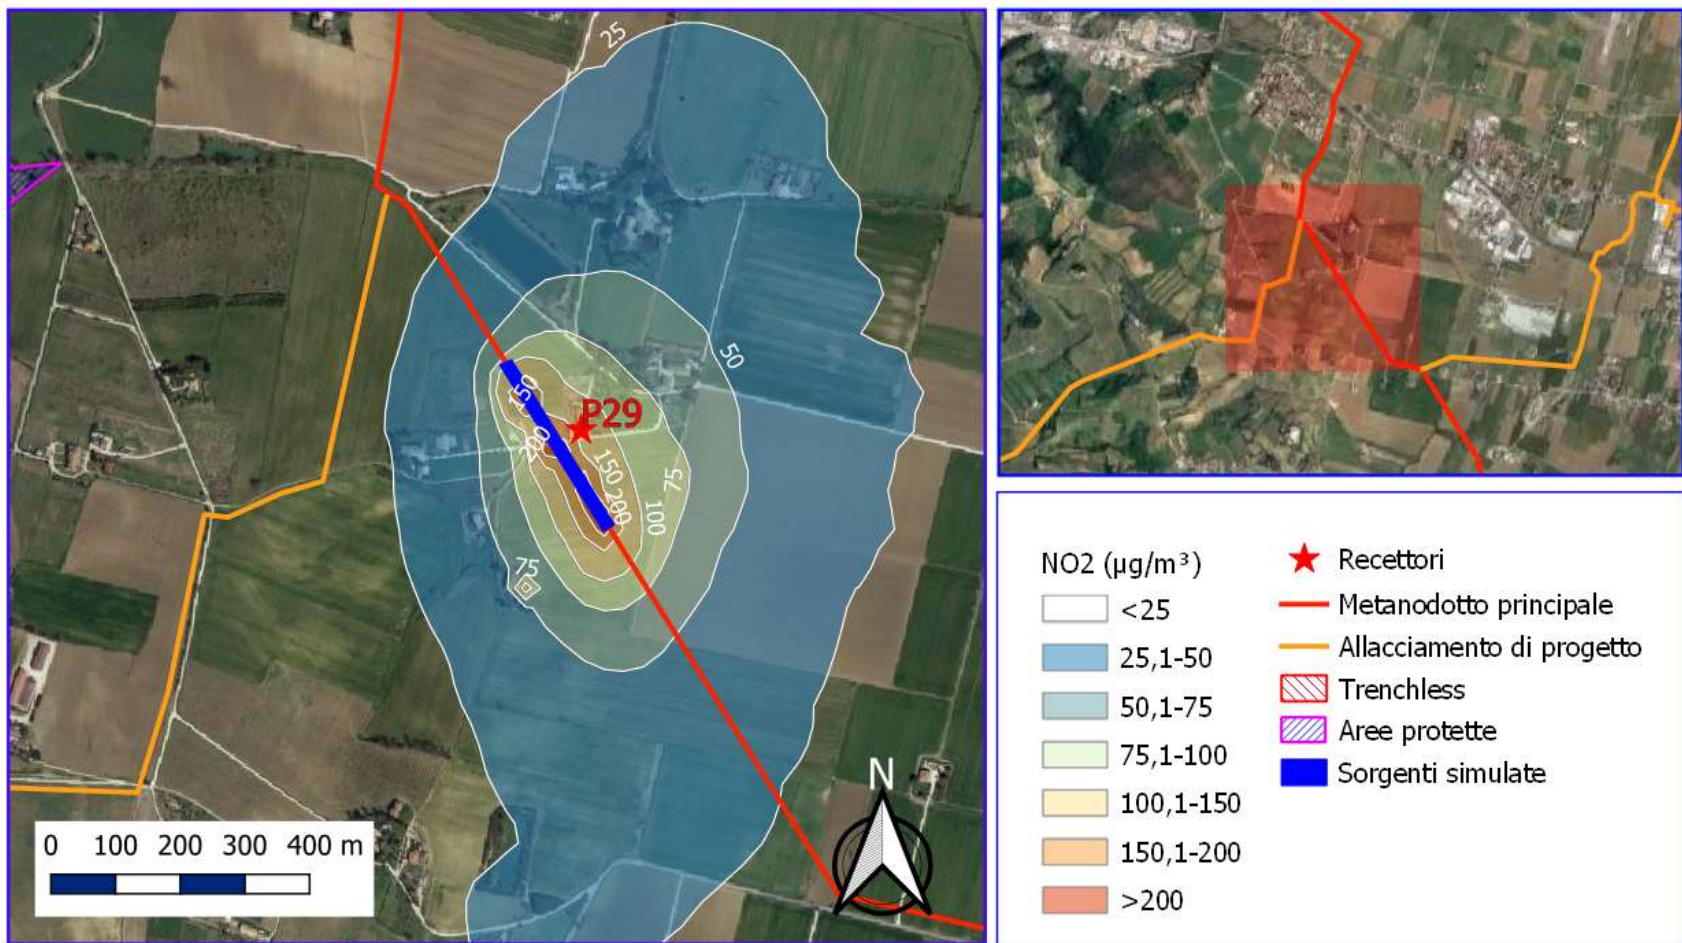 25
50
150
P29
200
150
200
75
100
75
N
0 100 200 300 400 m
NO2 (µg/m³)
<25
25,1-50
50,1-75
75,1-100
100,1-150
150,1-200
>200
Recettori
Metanodotto principale
Allacciamento di progetto
Trenchless
Aree protette
Sorgenti simulate